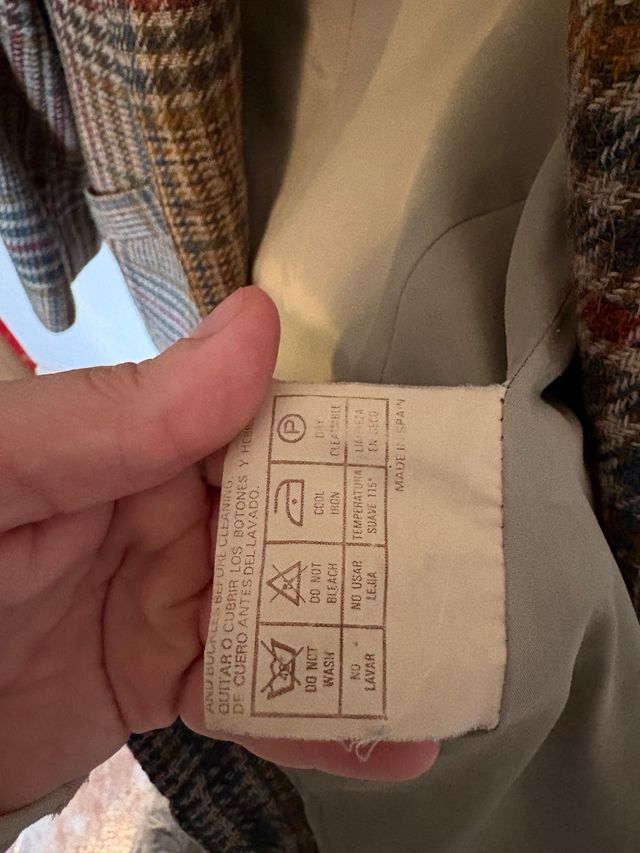 AND BUCKLES BEFORE CLEANING.
QUITAR O CUBRIR LOS BOTONES Y
DE CUERO ANTES DEL LAVADO.
P
DO NOT DO NOT COOL DRY
WASH BLEACH IRON CLEANABLE
NO NO USAR TEMPERATURA LIMPIEZA
LAVAR LEJIA SUAVE 115° EN SECO
MADE IN SPAIN